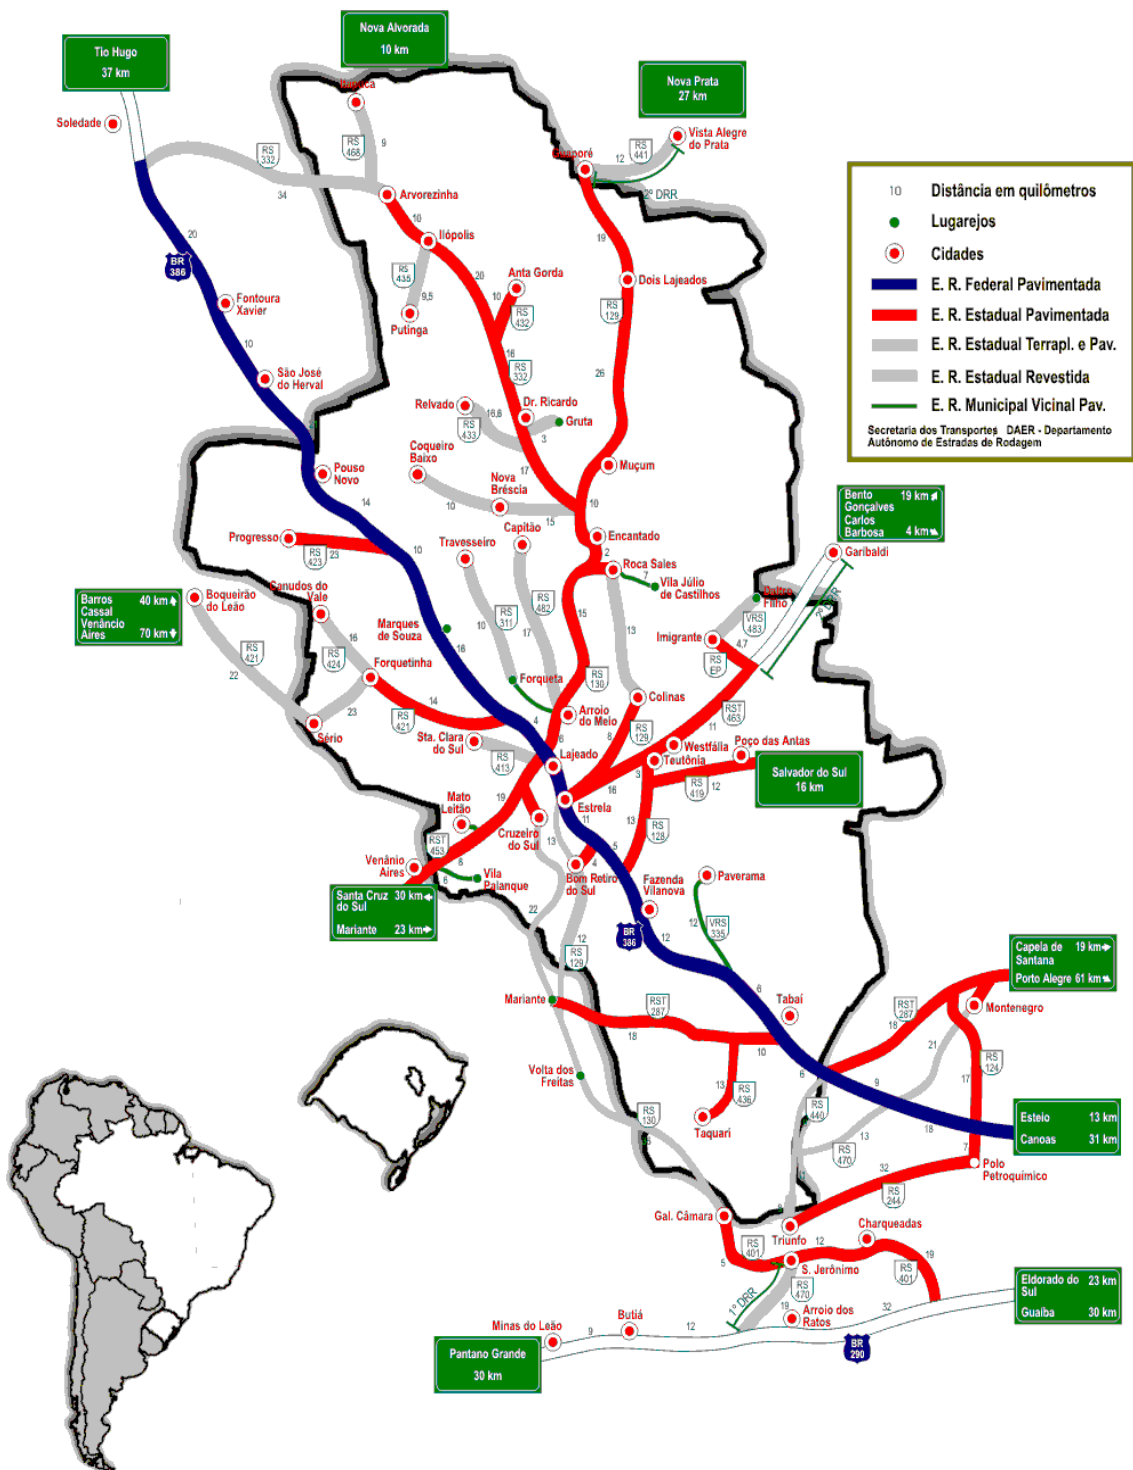 Nova Alvorada
10 km
Tio Hugo
37 km
Nova Prata
27 km
Soledade
Vista Alegre
do Prata
RS
332
RS
468
9
34
Guaporé
12
RS
441
2º DRR
Arvorezinha
10
Ilópolis
20
BR
386
RS
435
9,5
Putinga
20
Anta Gorda
10
RS
432
19
Dois Lajeados
RS
129
Fontoura
Xavier
10
São José
do Herval
16
RS
332
26
Relvado
16,6
RS
433
Dr. Ricardo
3
Gruta
17
Muçum
Coqueiro
Baixo
10
Nova
Bréscia
15
10
Pouso
Novo
14
Progresso
RS
423
23
10
Travesseiro
Capitão
Encantado
2
Roca Sales
7
Vila Júlio
de Castilhos
10
Distância em quilômetros
Lugarejos
Cidades
E. R. Federal Pavimentada
E. R. Estadual Pavimentada
E. R. Estadual Terrapl. e Pav.
E. R. Estadual Revestida
E. R. Municipal Vicinal Pav.
Secretaria dos Transportes DAER - Departamento
Autônomo de Estradas de Rodagem
Bento 19 km
Gonçalves
Carlos
Barbosa 4 km
Garibaldi
2º DRR
Filho
VRS
483
Imigrante
4,7
RS
EP
Barros 40 km
Cassal
Venâncio
Aires 70 km
Boqueirão
do Leão
RS
421
22
Canudos do
Vale
16
RS
424
Forquetinha
23
Sério
14
RS
421
Marques
de Souza
16
10
RS
311
RS
482
17
15
13
Forqueta
RS
130
Colinas
Arroio
do Meio
4
6
RS
129
8
RST
463
11
Sta. Clara
do Sul
RS
413
Lajeado
Westfália
Teutônia
Poço das Antas
3
RS
419
12
Salvador do Sul
16 km
Estrela
16
19
Mato
Leitão
RST
453
8
6
Cruzeiro
do Sul
13
11
5
4
13
RS
128
Venânio
Aires
Vila
Palanque
Bom Retiro
do Sul
Fazenda
Vilanova
Paverama
Santa Cruz 30 km
do Sul
Mariante 23 km
22
12
RS
129
BR
386
12
12
VRS
335
6
Mariante
RST
287
18
10
Tabaí
Capela de 19 km
Santana
Porto Alegre 61 km
RST
287
18
Montenegro
21
RS
124
17
Volta dos
Freitas
RS
130
13
RS
436
Taquari
6
9
RS
440
13
RS
470
18
7
Esteio 13 km
Canoas 31 km
Polo
Petroquímico
32
RS
244
Gal. Câmara
Triunfo
Charqueadas
RS
401
5
12
S. Jerônimo
19
RS
401
RS
470
1º DRR
19
Arroio dos
Ratos
32
Eldorado do 23 km
Sul
Guaíba 30 km
Minas do Leão
9
Butiá
12
BR
290
Pantano Grande
30 km